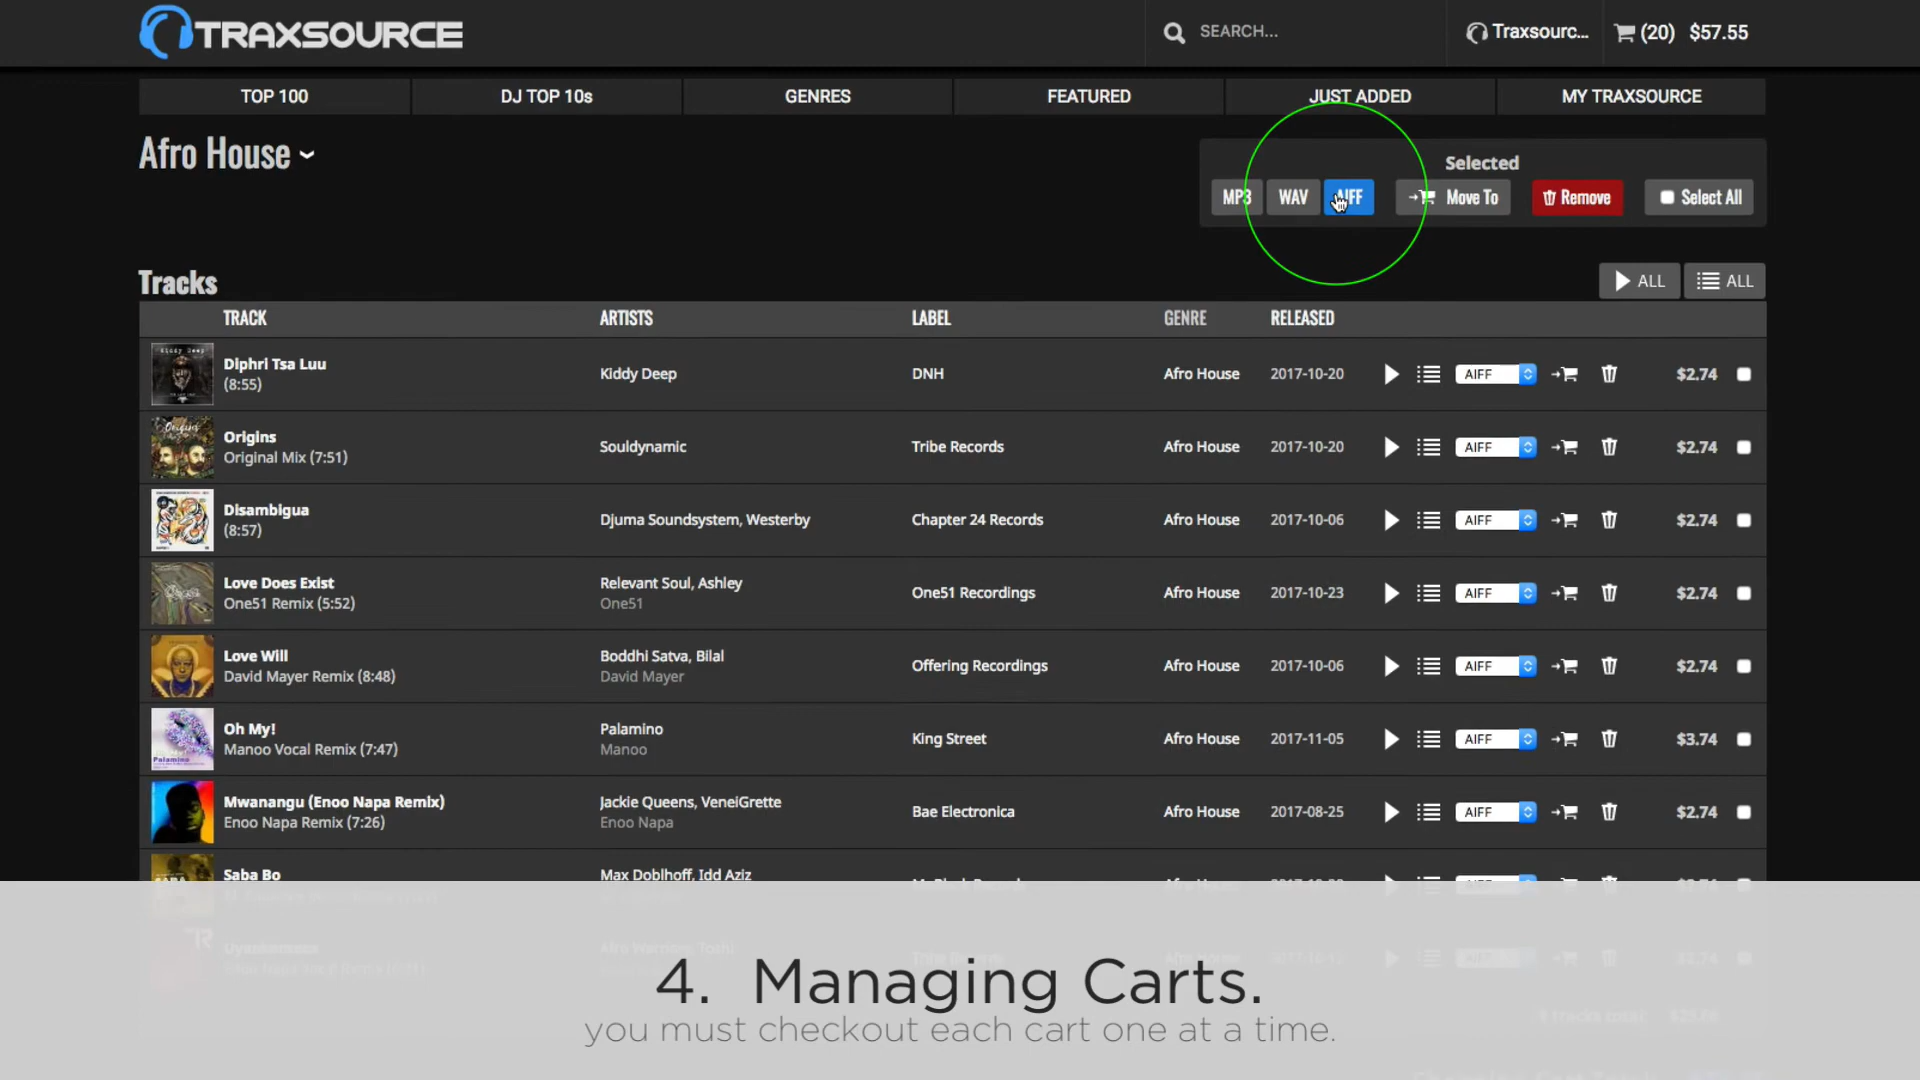 TRAXSOURCE
SEARCH...
Traxsourc...
(20) $57.55
TOP 100
DJ TOP 10s
GENRES
FEATURED
JUST ADDED
MY TRAXSOURCE
Afro House
Selected
MP3 WAV AIFF Move To Remove Select All
Tracks
ALL ALL
TRACK ARTISTS LABEL GENRE RELEASED
Diphri Tsa Luu
(8:55)
Kiddy Deep DNH Afro House 2017-10-20 AIFF $2.74
Origins
Original Mix (7:51)
Souldynamic Tribe Records Afro House 2017-10-20 AIFF $2.74
Disambigua
(8:57)
Djuma Soundsystem, Westerby Chapter 24 Records Afro House 2017-10-06 AIFF $2.74
Love Does Exist
One51 Remix (5:52)
Relevant Soul, Ashley
One51
One51 Recordings Afro House 2017-10-23 AIFF $2.74
Love Will
David Mayer Remix (8:48)
Boddhi Satva, Bilal
David Mayer
Offering Recordings Afro House 2017-10-06 AIFF $2.74
Oh My!
Manoo Vocal Remix (7:47)
Palamino
Manoo
King Street Afro House 2017-11-05 AIFF $3.74
Mwanangu (Enoo Napa Remix)
Enoo Napa Remix (7:26)
Jackie Queens, VeneiGrette
Enoo Napa
Bae Electronica Afro House 2017-08-25 AIFF $2.74
Saba Bo
Max Doblhoff, Idd Aziz
4. Managing Carts.
you must checkout each cart one at a time.